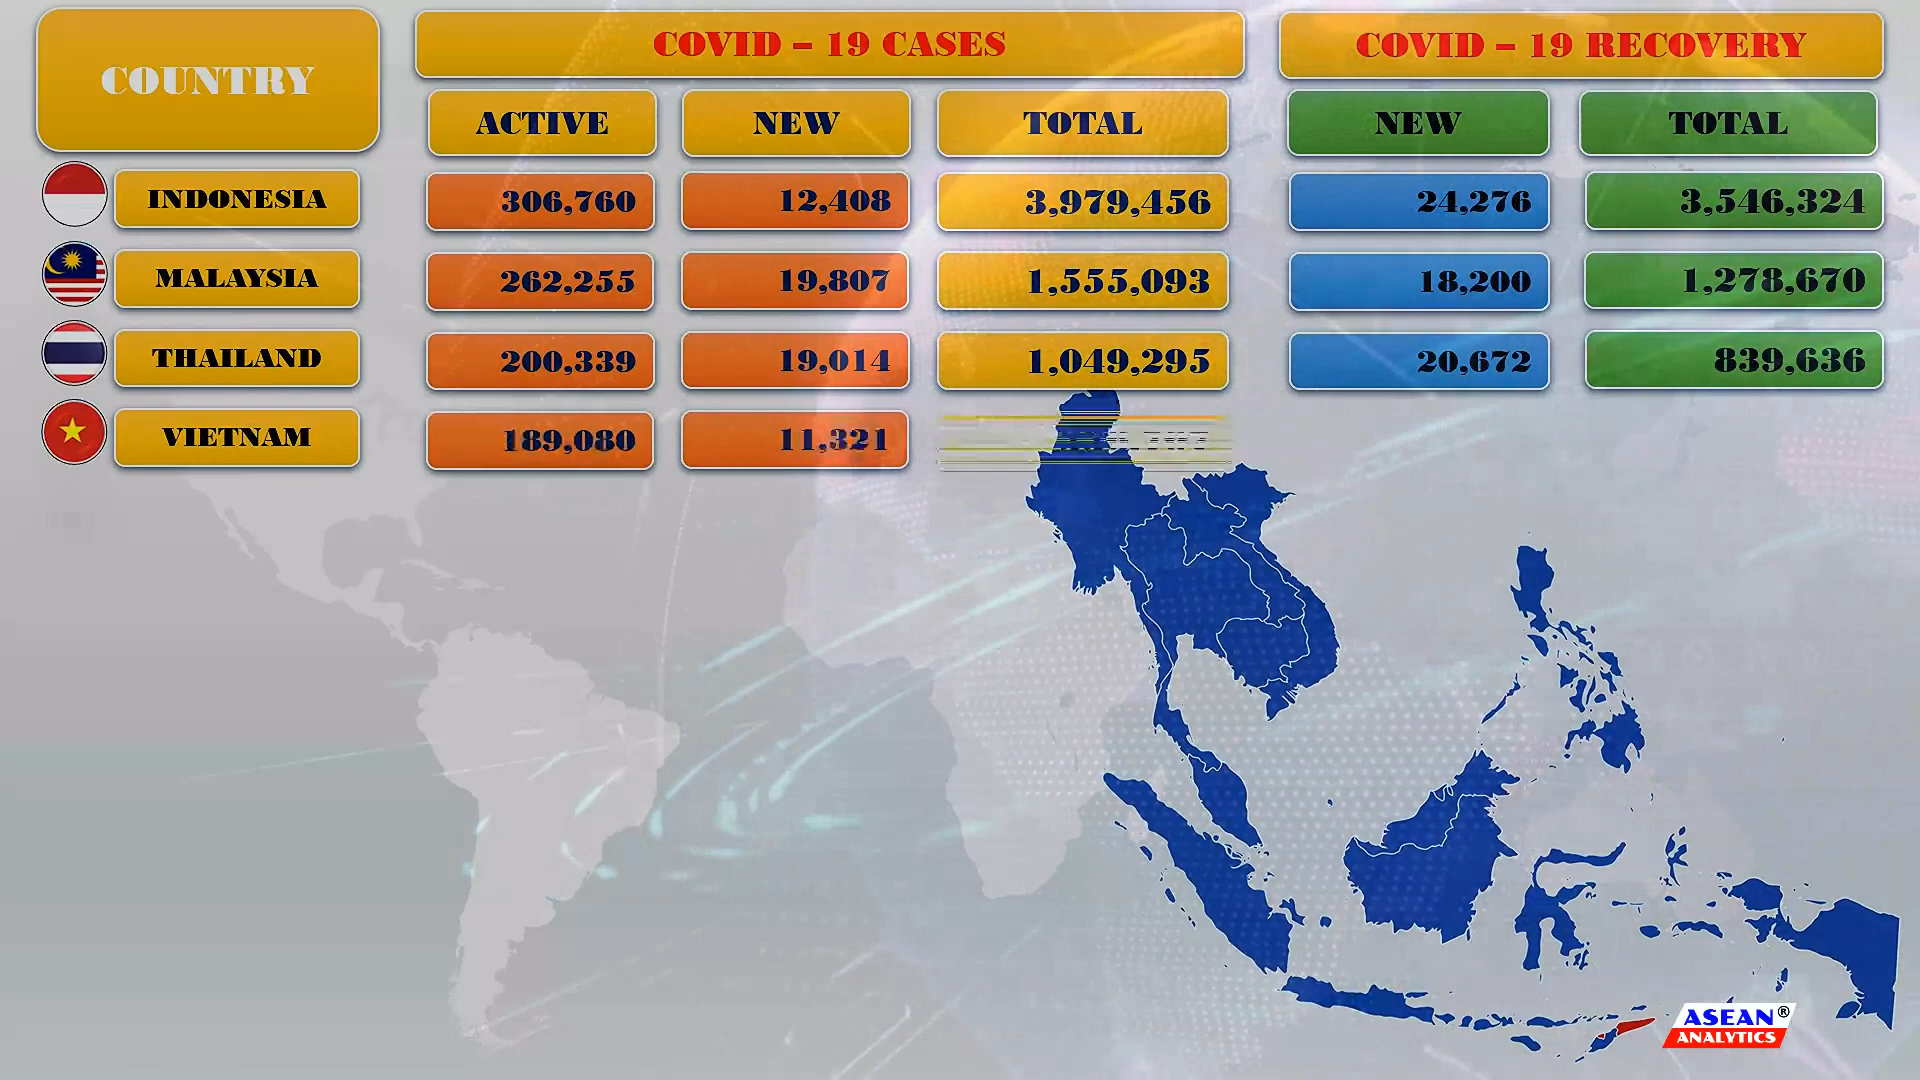 COUNTRY
COVID – 19 CASES
COVID – 19 RECOVERY
ACTIVE NEW TOTAL NEW TOTAL
INDONESIA 306,760 12,408 3,979,456 24,276 3,546,324
MALAYSIA 262,255 19,807 1,555,093 18,200 1,278,670
THAILAND 200,339 19,014 1,049,295 20,672 839,636
VIETNAM 189,080 11,321
ASEAN®
ANALYTICS